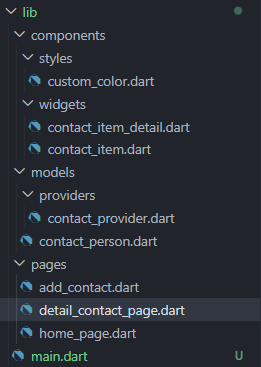 lib
components
styles
custom_color.dart
widgets
contact_item_detail.dart
contact_item.dart
models
providers
contact_provider.dart
contact_person.dart
pages
add_contact.dart
detail_contact_page.dart
home_page.dart
main.dart U